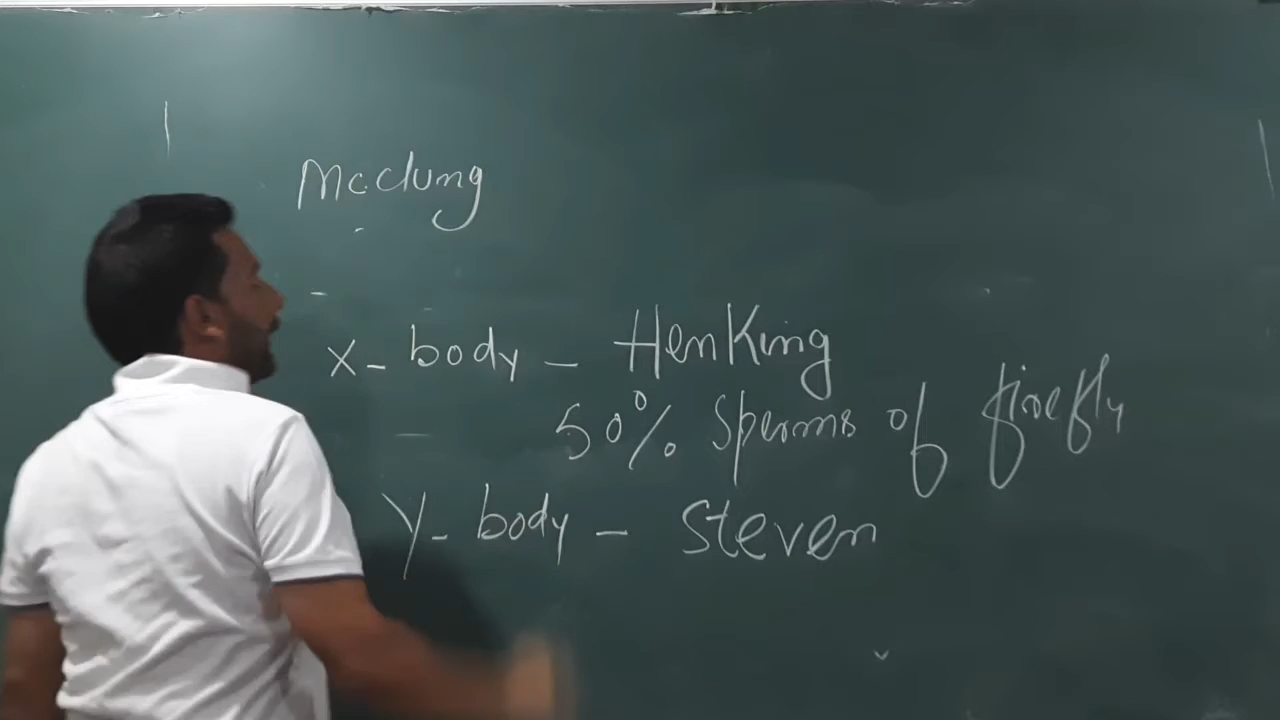 Mcclung
X- body - HenKing
50% Sperms of firefly
Y- body - Steven